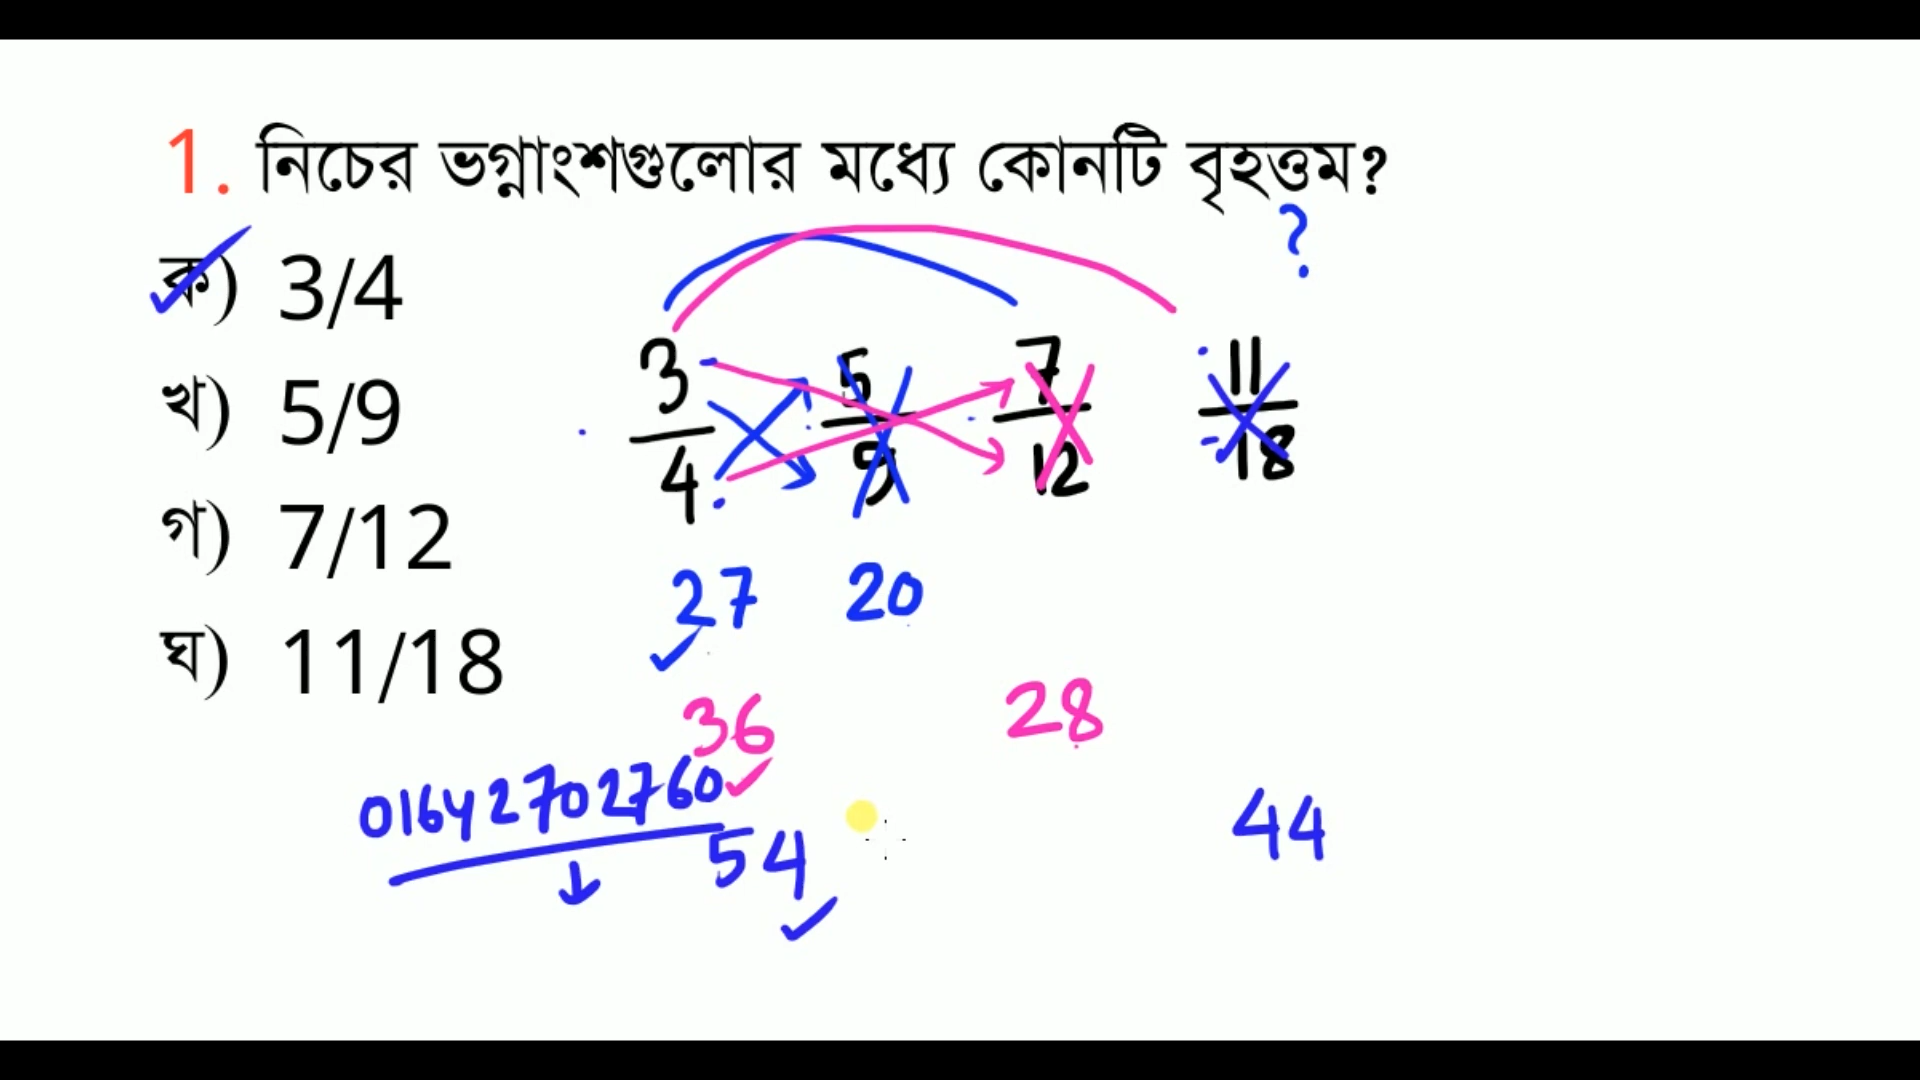 1. নিচের ভগ্নাংশগুলোর মধ্যে কোনটি বৃহত্তম?
?
ক) 3/4
খ) 5/9
গ) 7/12
ঘ) 11/18
3 5 7 11
4 9 12 18
27 20
36 28
01642702760
54 44